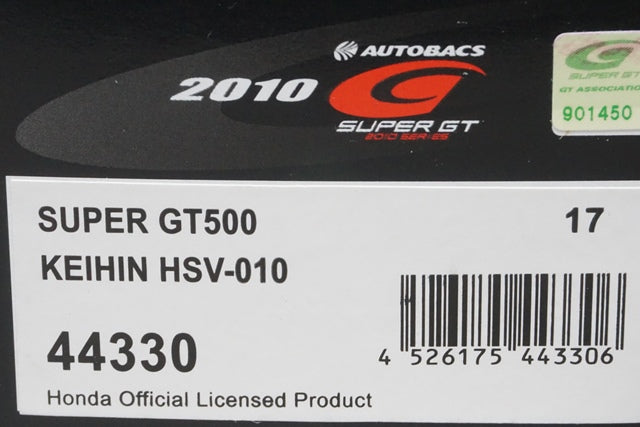 AUTOBACS
2010
SUPER GT
2010 SERIES
SUPER GT
GT ASSOCIATION
901450
SUPER GT500 17
KEIHIN HSV-010
44330
4 526175 443306
Honda Official Licensed Product